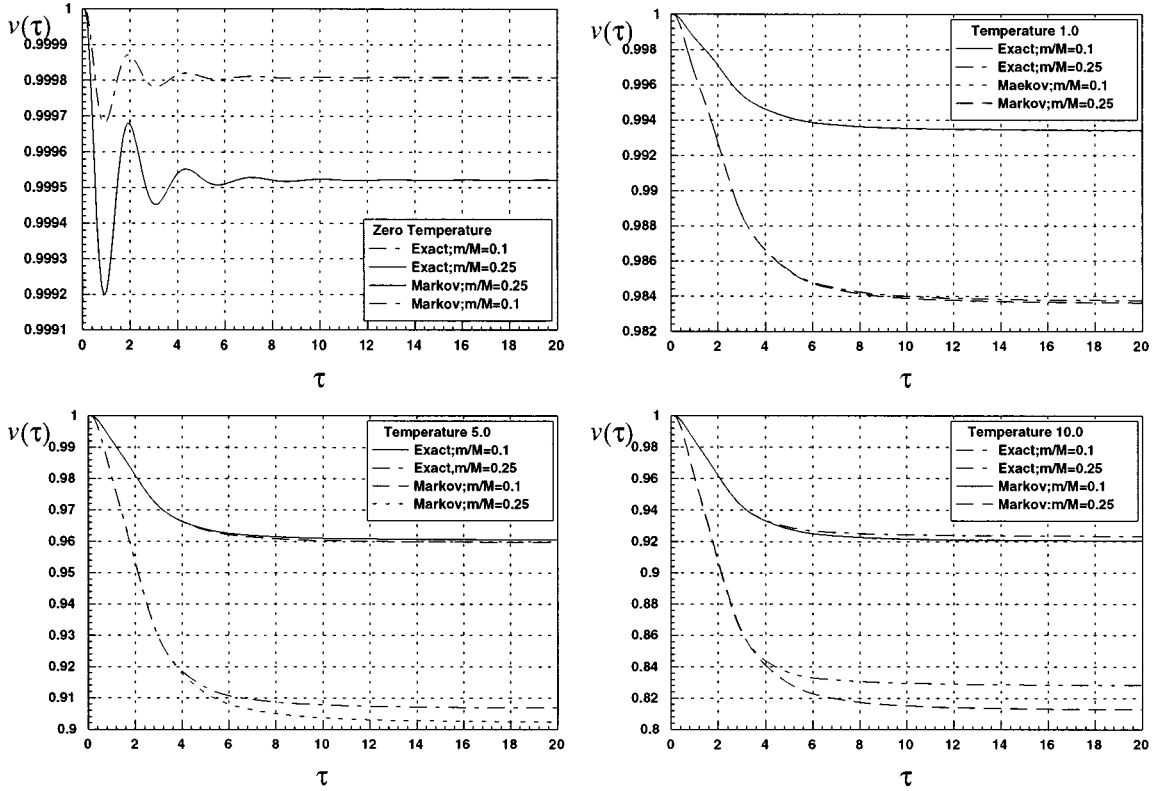 v(τ)
1
0.9999
0.9998
0.9997
0.9996
0.9995
0.9994
0.9993
0.9992
0.9991
0 2 4 6 8 10 12 14 16 18 20
τ
Zero Temperature
Exact;m/M=0.1
Exact;m/M=0.25
Markov;m/M=0.25
Markov;m/M=0.1
v(τ)
1
0.998
0.996
0.994
0.992
0.99
0.988
0.986
0.984
0.982
0 2 4 6 8 10 12 14 16 18 20
τ
Temperature 1.0
Exact;m/M=0.1
Exact;m/M=0.25
Maekov;m/M=0.1
Markov;m/M=0.25
v(τ)
1
0.99
0.98
0.97
0.96
0.95
0.94
0.93
0.92
0.91
0.9
0 2 4 6 8 10 12 14 16 18 20
τ
Temperature 5.0
Exact;m/M=0.1
Exact,m/M=0.25
Markov;m/M=0.1
Markov;m/M=0.25
v(τ)
1
0.98
0.96
0.94
0.92
0.9
0.88
0.86
0.84
0.82
0.8
0 2 4 6 8 10 12 14 16 18 20
τ
Temperature 10.0
Exact;m/M=0.1
Exact;m/M=0.25
Markov;m/M=0.1
Markov:m/M=0.25